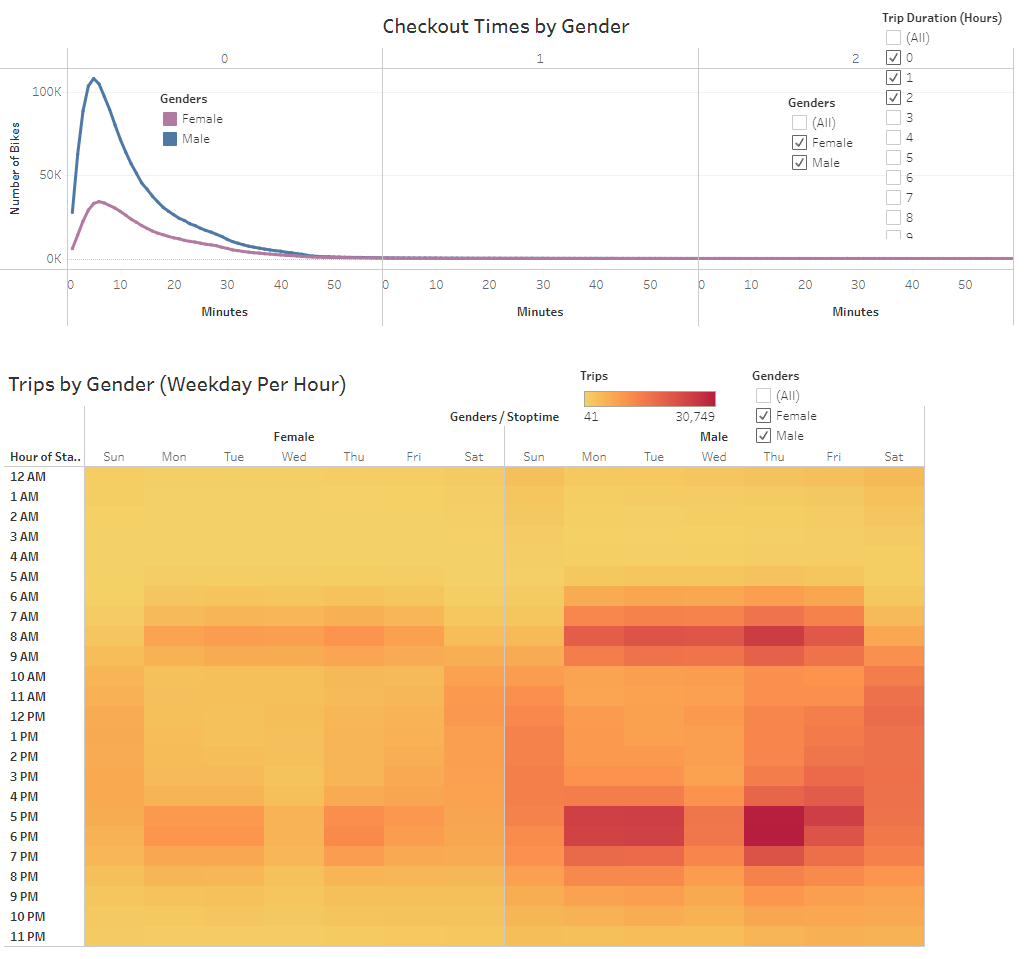 Checkout Times by Gender
Trip Duration (Hours)
(All)
0
1
2
3
4
5
6
7
8
9
0 1 2
Number of Bikes
100K
50K
0K
Genders
Female
Male
Genders
(All)
Female
Male
0 10 20 30 40 50 0 10 20 30 40 50 0 10 20 30 40 50
Minutes Minutes Minutes
Trips by Gender (Weekday Per Hour)
Trips
41 30,749
Genders
(All)
Female
Male
Genders / Stoptime
Female Male
Hour of Sta.. Sun Mon Tue Wed Thu Fri Sat Sun Mon Tue Wed Thu Fri Sat
12 AM
1 AM
2 AM
3 AM
4 AM
5 AM
6 AM
7 AM
8 AM
9 AM
10 AM
11 AM
12 PM
1 PM
2 PM
3 PM
4 PM
5 PM
6 PM
7 PM
8 PM
9 PM
10 PM
11 PM